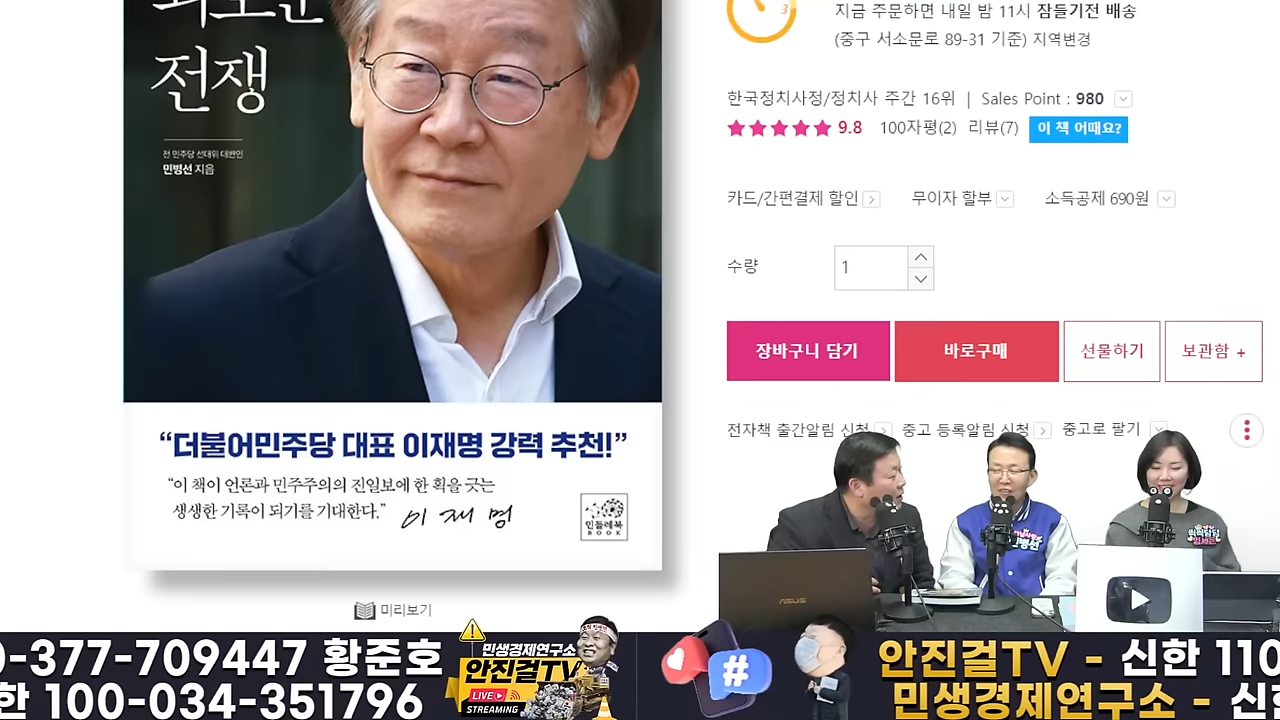 전쟁
전 민주당 선대위 대변인
민병선 지음
“더불어민주당 대표 이재명 강력 추천!”
“이 책이 언론과 민주주의의 진일보에 한 획을 긋는
생생한 기록이 되기를 기대한다.” 이재명
민들레북
BOOK
미리보기
3
지금 주문하면 내일 밤 11시 잠들기전 배송
(중구 서소문로 89-31 기준) 지역변경
한국정치사정/정치사 주간 16위 | Sales Point : 980
9.8 100자평(2) 리뷰(7) 이 책 어때요?
카드/간편결제 할인 무이자 할부 소득공제 690원
수량 1
장바구니 담기 바로구매 선물하기 보관함 +
전자책 출간알림 신청 중고 등록알림 신청 중고로 팔기
ASUS
0-377-709447 황준호
한 100-034-351796
민생경제연구소
안진걸TV
LIVE
STREAMING
#
안진걸TV - 신한 110
민생경제연구소 - 신한